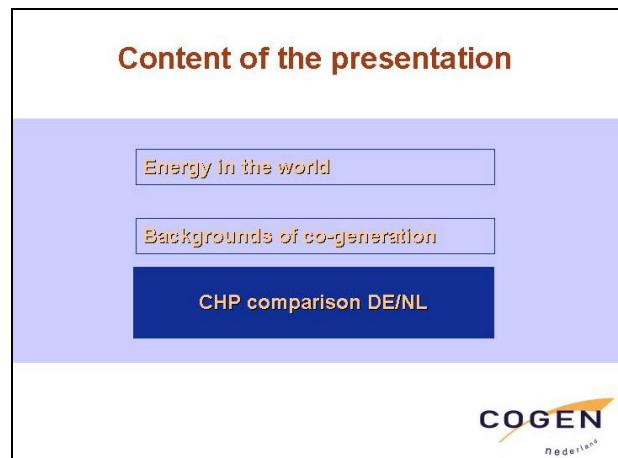 Content of the presentation
Energy in the world
Backgrounds of co-generation
CHP comparison DE/NL
COGEN
nederland